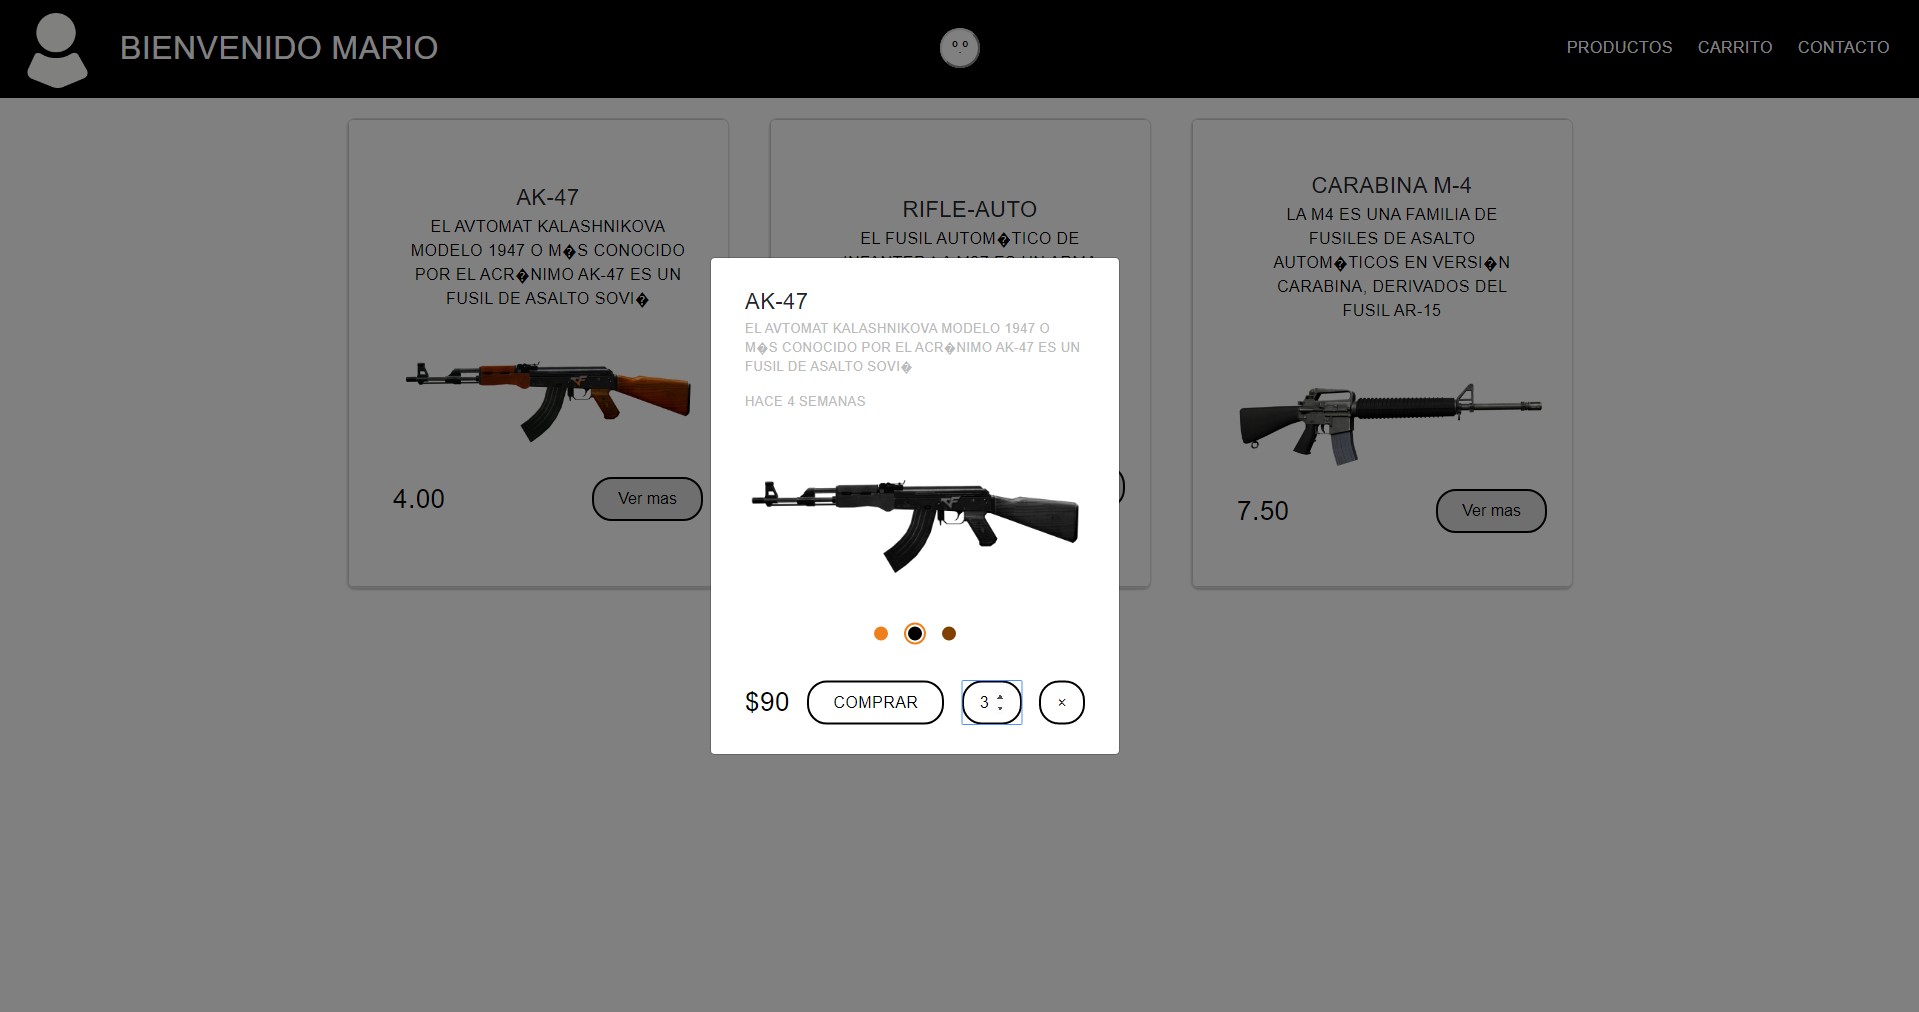 BIENVENIDO MARIO
PRODUCTOS
CARRITO
CONTACTO
AK-47
EL AVTOMAT KALASHNIKOVA
MODELO 1947 O M�S CONOCIDO
POR EL ACR�NIMO AK-47 ES UN
FUSIL DE ASALTO SOVI�
4.00
Ver mas
RIFLE-AUTO
EL FUSIL AUTOM�TICO DE
CARABINA M-4
LA M4 ES UNA FAMILIA DE
FUSILES DE ASALTO
AUTOM�TICOS EN VERSI�N
CARABINA, DERIVADOS DEL
FUSIL AR-15
7.50
Ver mas
AK-47
EL AVTOMAT KALASHNIKOVA MODELO 1947 O
M�S CONOCIDO POR EL ACR�NIMO AK-47 ES UN
FUSIL DE ASALTO SOVI�
HACE 4 SEMANAS
$90
COMPRAR
3
×